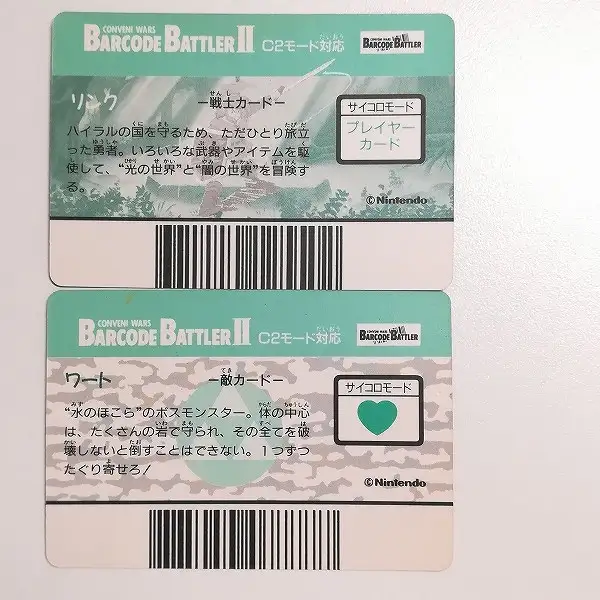 CONVENI WARS
BARCODE BATTLER II C2モード対応 BARCODE BATTLER
リンク ー戦士カードー
サイコロモード
プレイヤー
カード
ハイラルの国を守るため、ただひとり旅立
った勇者。いろいろな武器やアイテムを駆
使して、“光の世界”と“闇の世界”を冒険す
る。
©Nintendo
CONVENI WARS
BARCODE BATTLER II C2モード対応 BARCODE BATTLER
ワート ー敵カードー
サイコロモード
“水のほこら”のボスモンスター。体の中心
は、たくさんの岩で守られ、その全てを破
壊しないと倒すことはできない。1つずつ
たぐり寄せろ!
©Nintendo